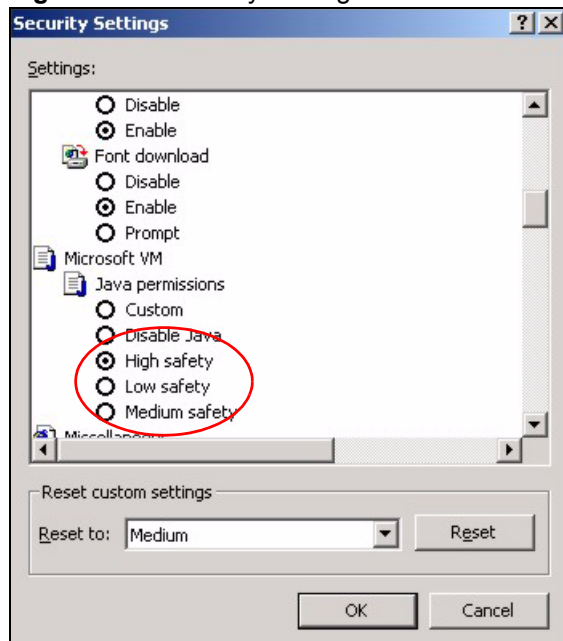 Security Settings
Settings:
Disable
Enable
Font download
Disable
Enable
Prompt
Microsoft VM
Java permissions
Custom
Disable Java
High safety
Low safety
Medium safety
Miscellaneous
Reset custom settings
Reset to: Medium Reset
OK Cancel